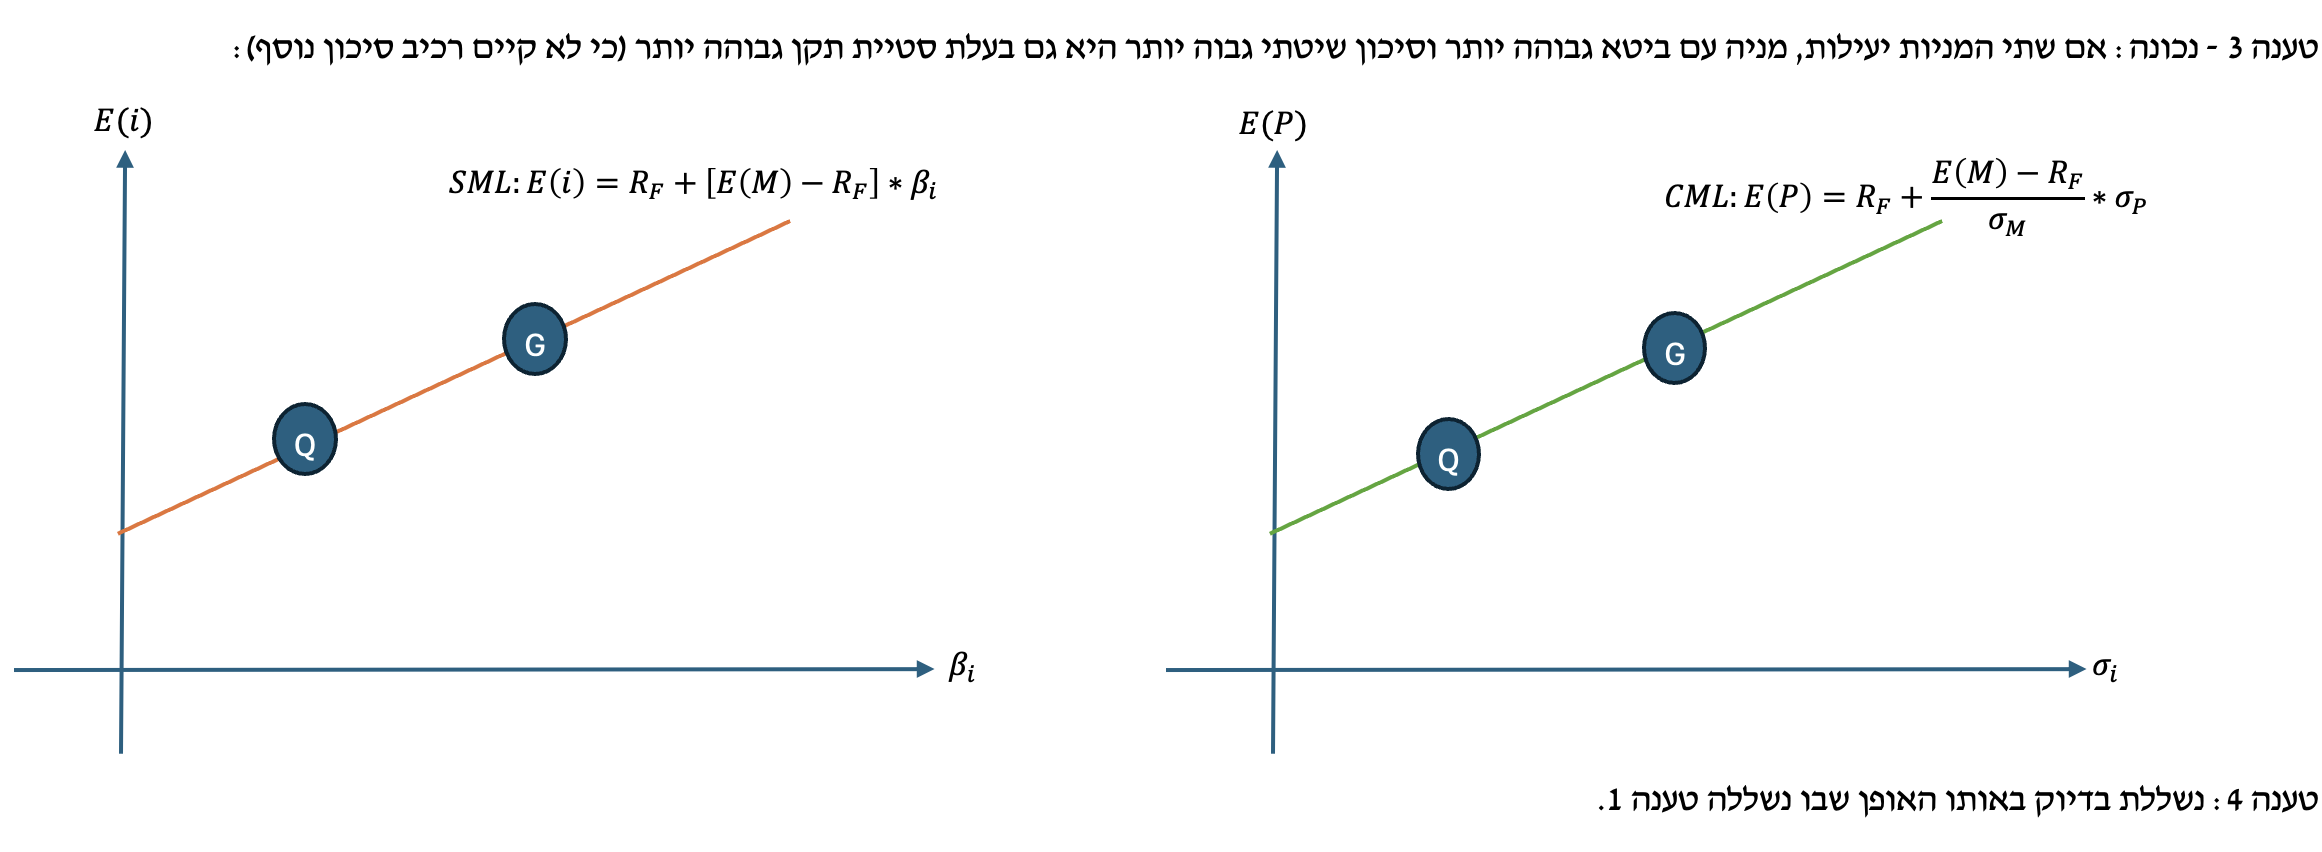 טענה 3 - נכונה: אם שתי המניות יעילות, מניה עם ביטא גבוהה יותר וסיכון שיטתי גבוה יותר היא גם בעלת סטיית תקן גבוהה יותר (כי לא קיים רכיב סיכון נוסף):
E(i)
SML: E(i) = R_F + [E(M) − R_F] ∗ β_i
G
Q
β_i
E(P)
CML: E(P) = R_F + \frac{E(M) − R_F}{σ_M} ∗ σ_P
G
Q
σ_i
טענה 4: נשללת בדיוק באותו האופן שבו נשללה טענה 1.